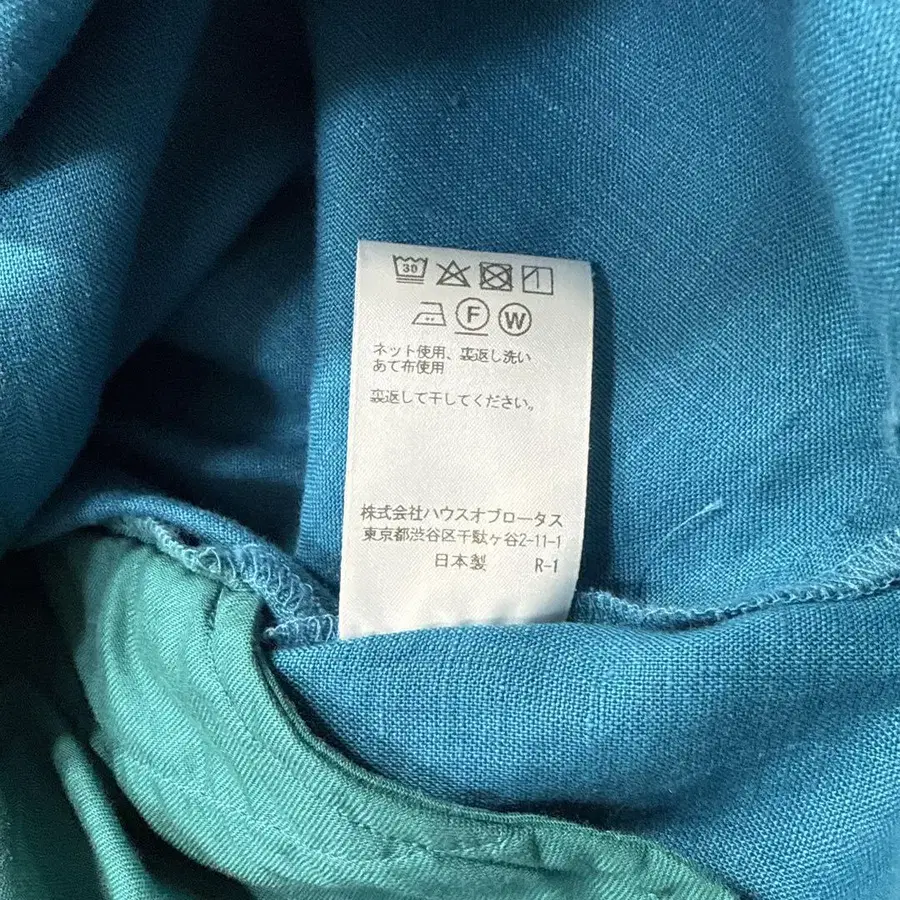 30
F W
ネット使用、裏返し洗い
あて布使用
裏返して干してください。
株式会社ハウスオブロータス
東京都渋谷区千駄ヶ谷2-11-1
日本製 R-1